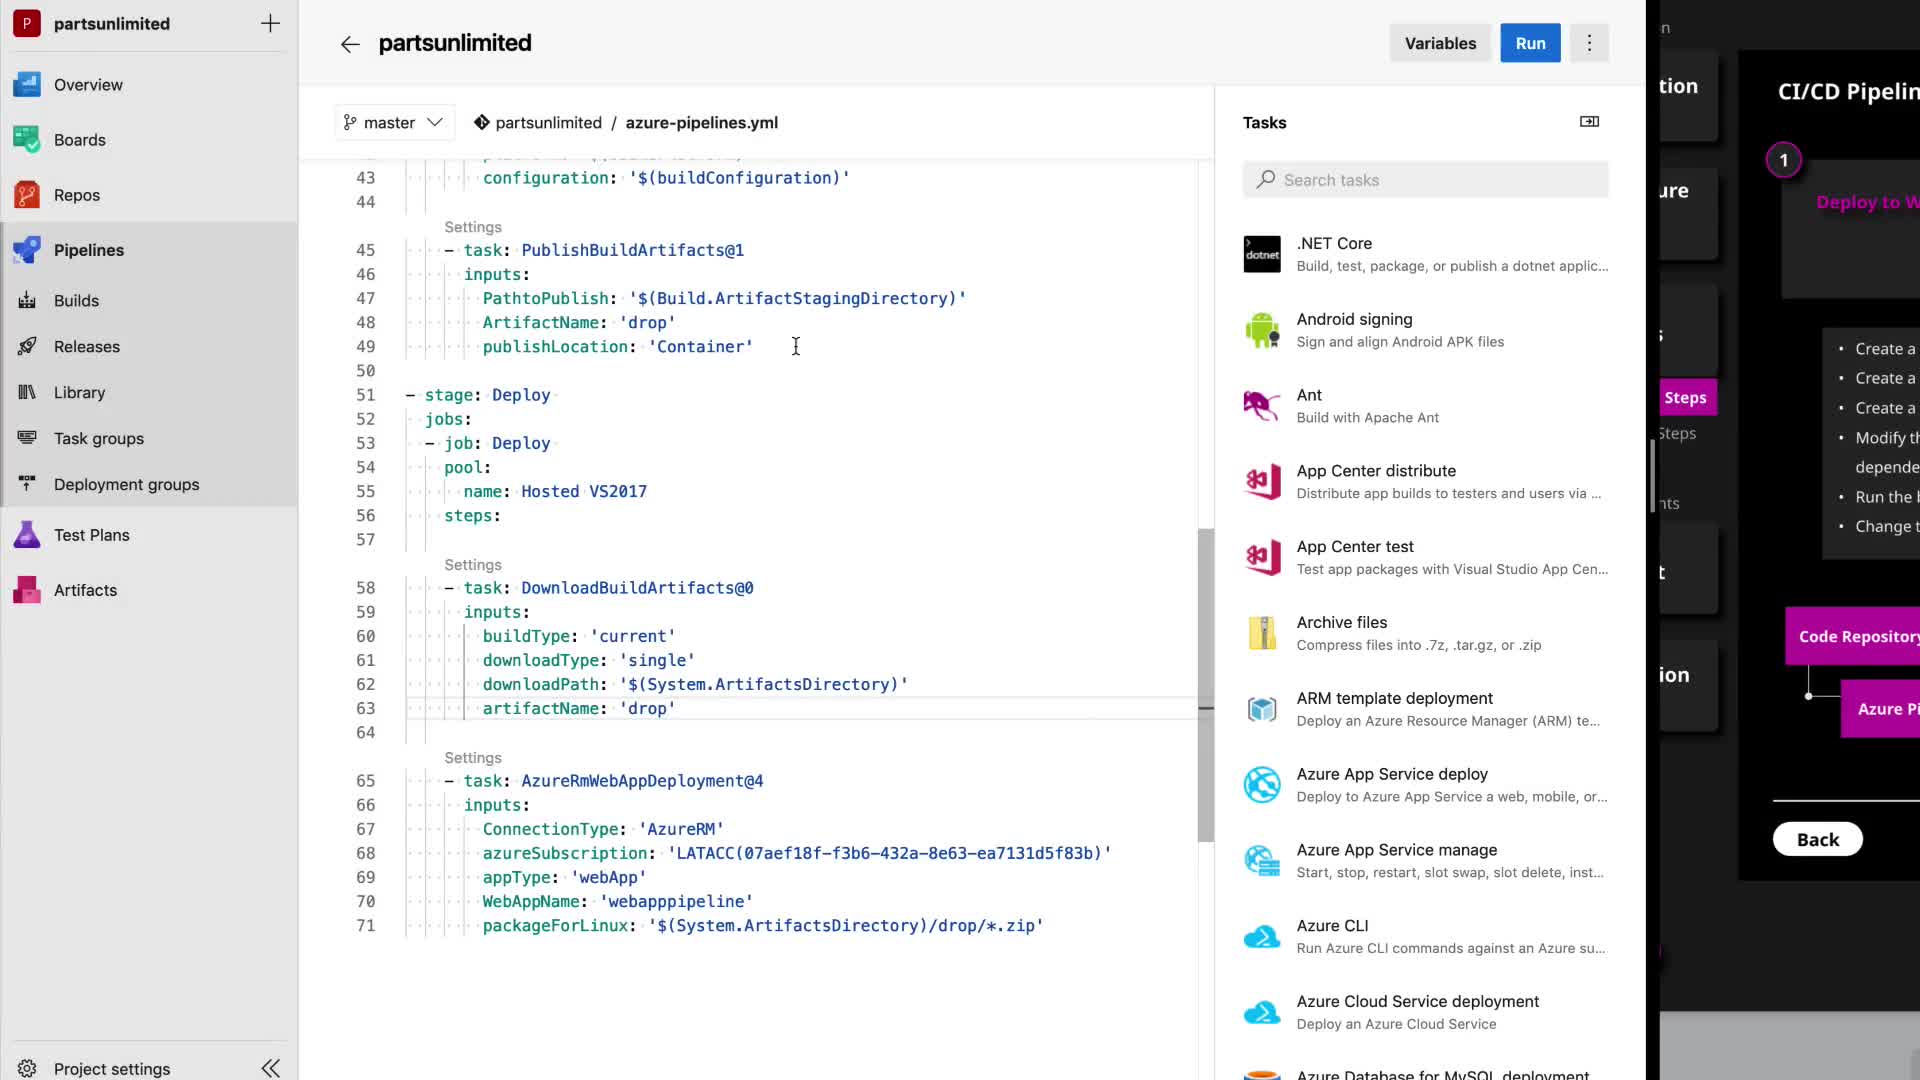 P partsunlimited
Overview
Boards
Repos
Pipelines
Builds
Releases
Library
Task groups
Deployment groups
Test Plans
Artifacts
Project settings
partsunlimited
Variables
Run
master
partsunlimited / azure-pipelines.yml
43 configuration: '$(buildConfiguration)'
44
Settings
45 - task: PublishBuildArtifacts@1
46 inputs:
47 PathtoPublish: '$(Build.ArtifactStagingDirectory)'
48 ArtifactName: 'drop'
49 publishLocation: 'Container'
50
51 - stage: Deploy
52 jobs:
53 - job: Deploy
54 pool:
55 name: Hosted VS2017
56 steps:
57
Settings
58 - task: DownloadBuildArtifacts@0
59 inputs:
60 buildType: 'current'
61 downloadType: 'single'
62 downloadPath: '$(System.ArtifactsDirectory)'
63 artifactName: 'drop'
64
Settings
65 - task: AzureRmWebAppDeployment@4
66 inputs:
67 ConnectionType: 'AzureRM'
68 azureSubscription: 'LATACC(07aef18f-f3b6-432a-8e63-ea7131d5f83b)'
69 appType: 'webApp'
70 WebAppName: 'webapppipeline'
71 packageForLinux: '$(System.ArtifactsDirectory)/drop/*.zip'
Tasks
Search tasks
dotnet
.NET Core
Build, test, package, or publish a dotnet applic...
Android signing
Sign and align Android APK files
Ant
Build with Apache Ant
App Center distribute
Distribute app builds to testers and users via ...
App Center test
Test app packages with Visual Studio App Cen...
Archive files
Compress files into .7z, .tar.gz, or .zip
ARM template deployment
Deploy an Azure Resource Manager (ARM) te...
Azure App Service deploy
Deploy to Azure App Service a web, mobile, or...
Azure App Service manage
Start, stop, restart, slot swap, slot delete, inst...
Azure CLI
Run Azure CLI commands against an Azure su...
Azure Cloud Service deployment
Deploy an Azure Cloud Service
Azure Database for MySQL deployment
n
tion
ure
s
Steps
Steps
nts
t
ion
CI/CD Pipelin
1
Deploy to W
• Create a
• Create a
• Create a
• Modify th
depende
• Run the b
• Change t
Code Repository
Azure Pi
Back